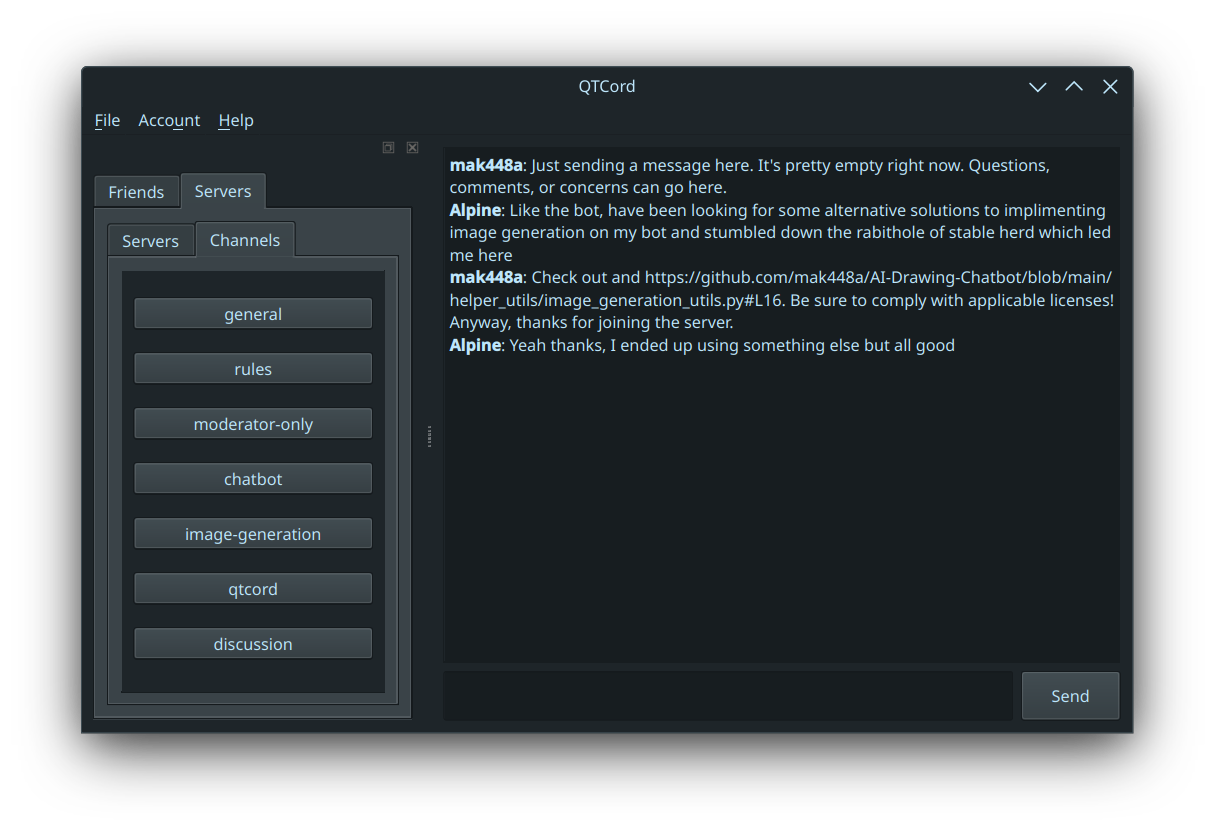 QTCord
File Account Help
Friends Servers
Servers Channels
general
rules
moderator-only
chatbot
image-generation
qtcord
discussion
mak448a: Just sending a message here. It's pretty empty right now. Questions,
comments, or concerns can go here.
Alpine: Like the bot, have been looking for some alternative solutions to implimenting
image generation on my bot and stumbled down the rabithole of stable herd which led
me here
mak448a: Check out and https://github.com/mak448a/AI-Drawing-Chatbot/blob/main/
helper_utils/image_generation_utils.py#L16. Be sure to comply with applicable licenses!
Anyway, thanks for joining the server.
Alpine: Yeah thanks, I ended up using something else but all good
Send